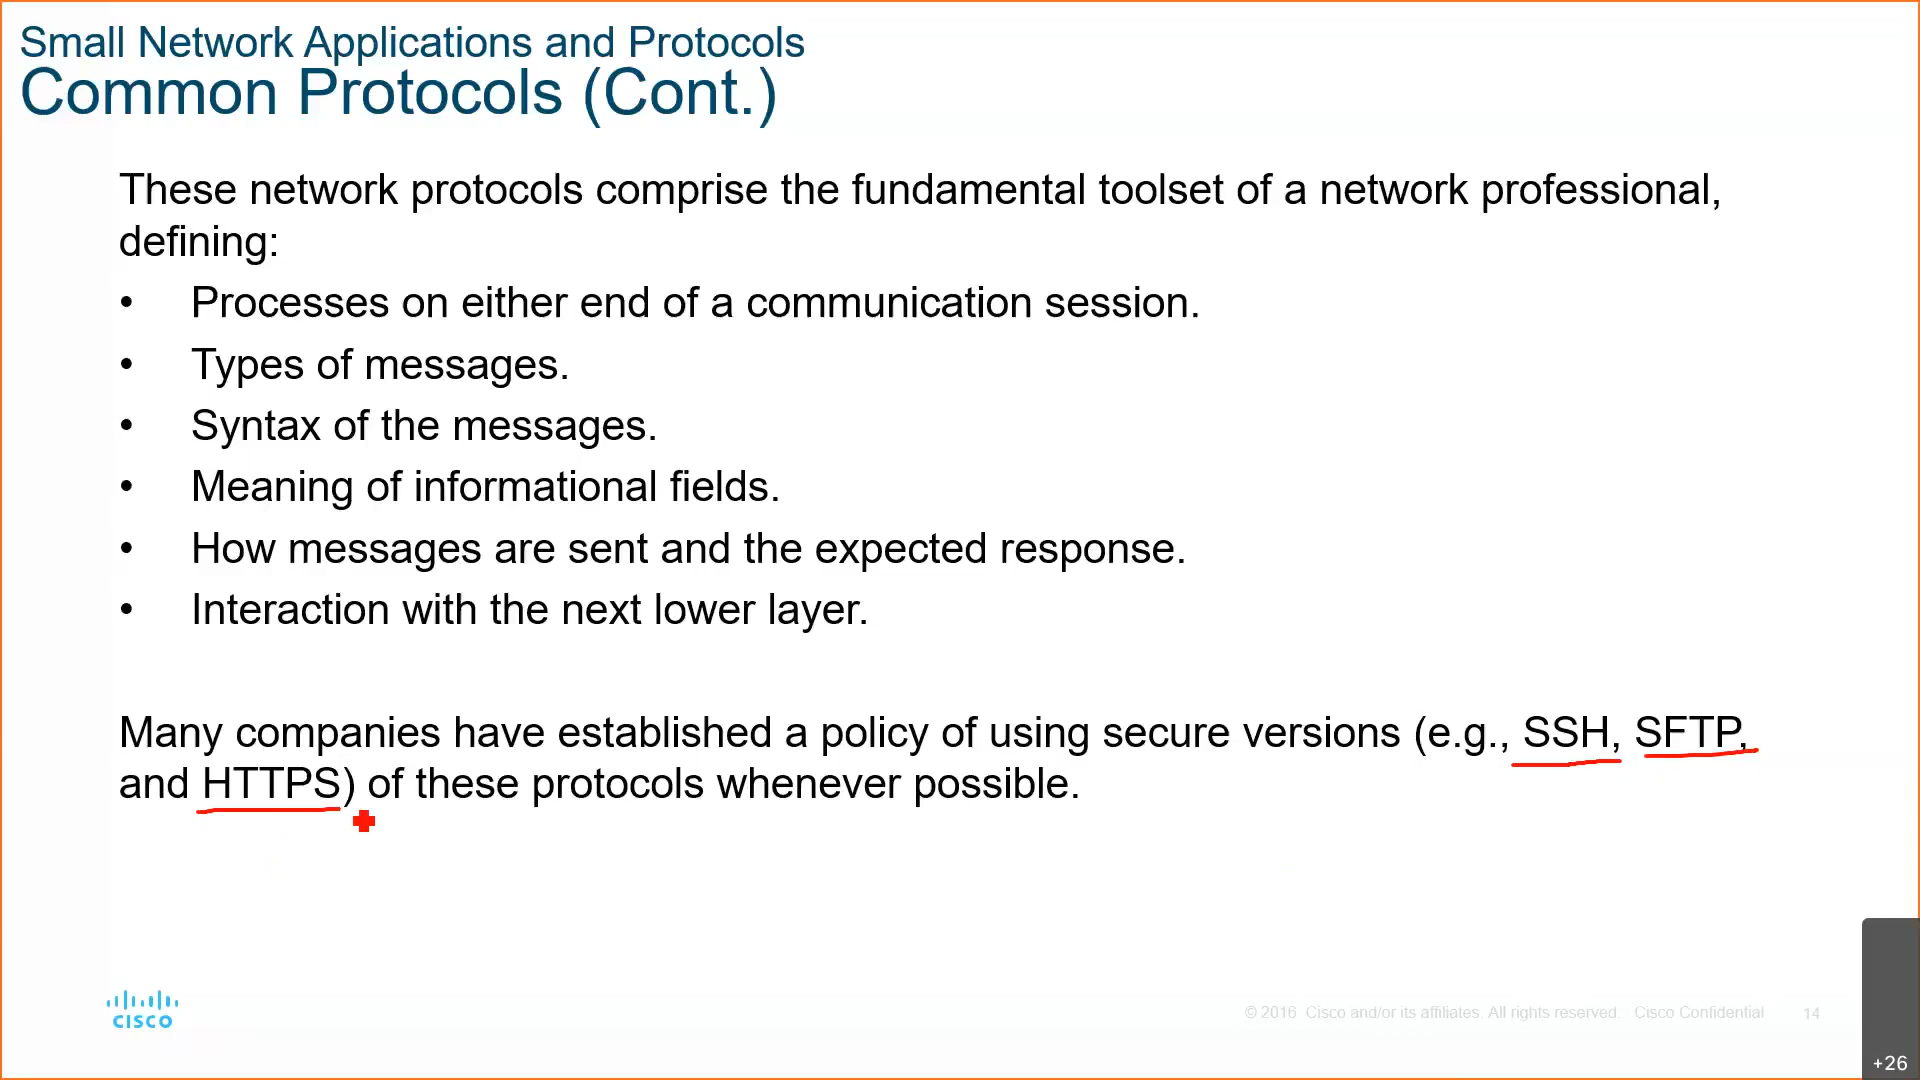 Small Network Applications and Protocols
Common Protocols (Cont.)
These network protocols comprise the fundamental toolset of a network professional,
defining:
• Processes on either end of a communication session.
• Types of messages.
• Syntax of the messages.
• Meaning of informational fields.
• How messages are sent and the expected response.
• Interaction with the next lower layer.
Many companies have established a policy of using secure versions (e.g., SSH, SFTP,
and HTTPS) of these protocols whenever possible.
CISCO
© 2016 Cisco and/or its affiliates. All rights reserved. Cisco Confidential 14
+26